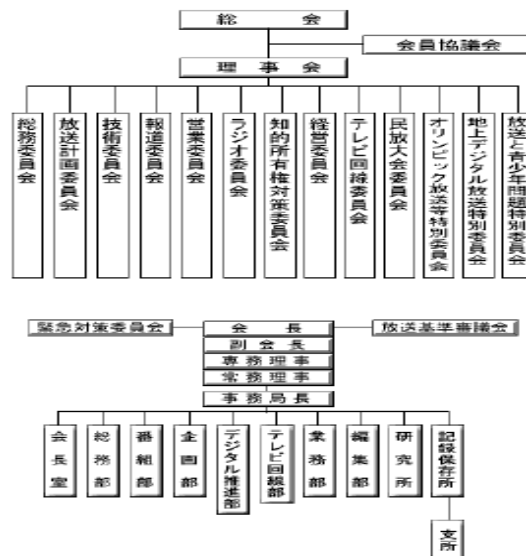 総会
会員協議会
理事会
総務委員会
放送計画委員会
技術委員会
報道委員会
営業委員会
ラジオ委員会
知的所有権対策委員会
経営委員会
テレビ回線委員会
民放大会委員会
オリンピック放送等特別委員会
地上デジタル放送特別委員会
放送と青少年問題特別委員会
緊急対策委員会
会長
放送基準審議会
副会長
専務理事
常務理事
事務局長
会長室
総務部
番組部
企画部
デジタル推進部
テレビ回線部
業務部
編集部
研究所
記録保存所
支所